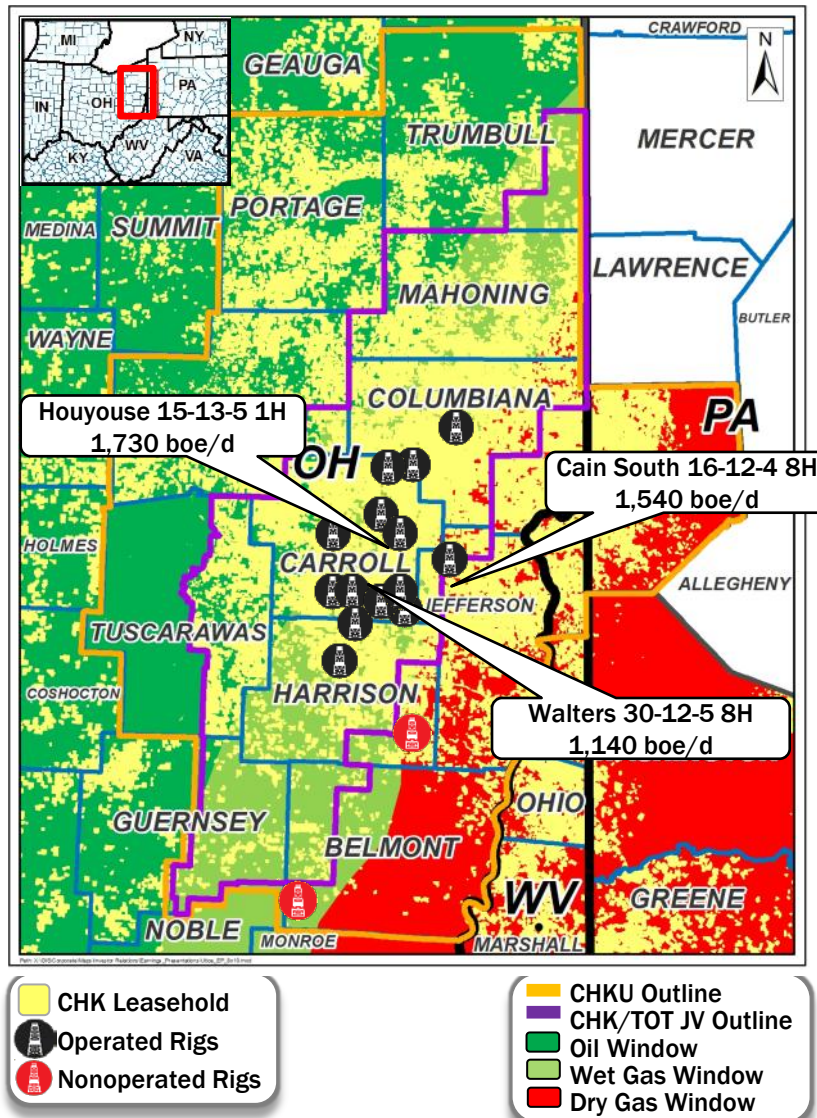 MI
NY
IN
OH
PA
KY
WV
VA
CRAWFORD
N
GEAUGA
TRUMBULL
MERCER
PORTAGE
MEDINA
SUMMIT
LAWRENCE
MAHONING
BUTLER
WAYNE
COLUMBIANA
Houyouse 15-13-5 1H
1,730 boe/d
PA
OH
Cain South 16-12-4 8H
1,540 boe/d
HOLMES
CARROLL
ALLEGHENY
JEFFERSON
TUSCARAWAS
COSHOCTON
HARRISON
Walters 30-12-5 8H
1,140 boe/d
OHIO
GUERNSEY
BELMONT
WV
GREENE
NOBLE
MONROE
MARSHALL
CHK Leasehold
Operated Rigs
Nonoperated Rigs
CHKU Outline
CHK/TOT JV Outline
Oil Window
Wet Gas Window
Dry Gas Window